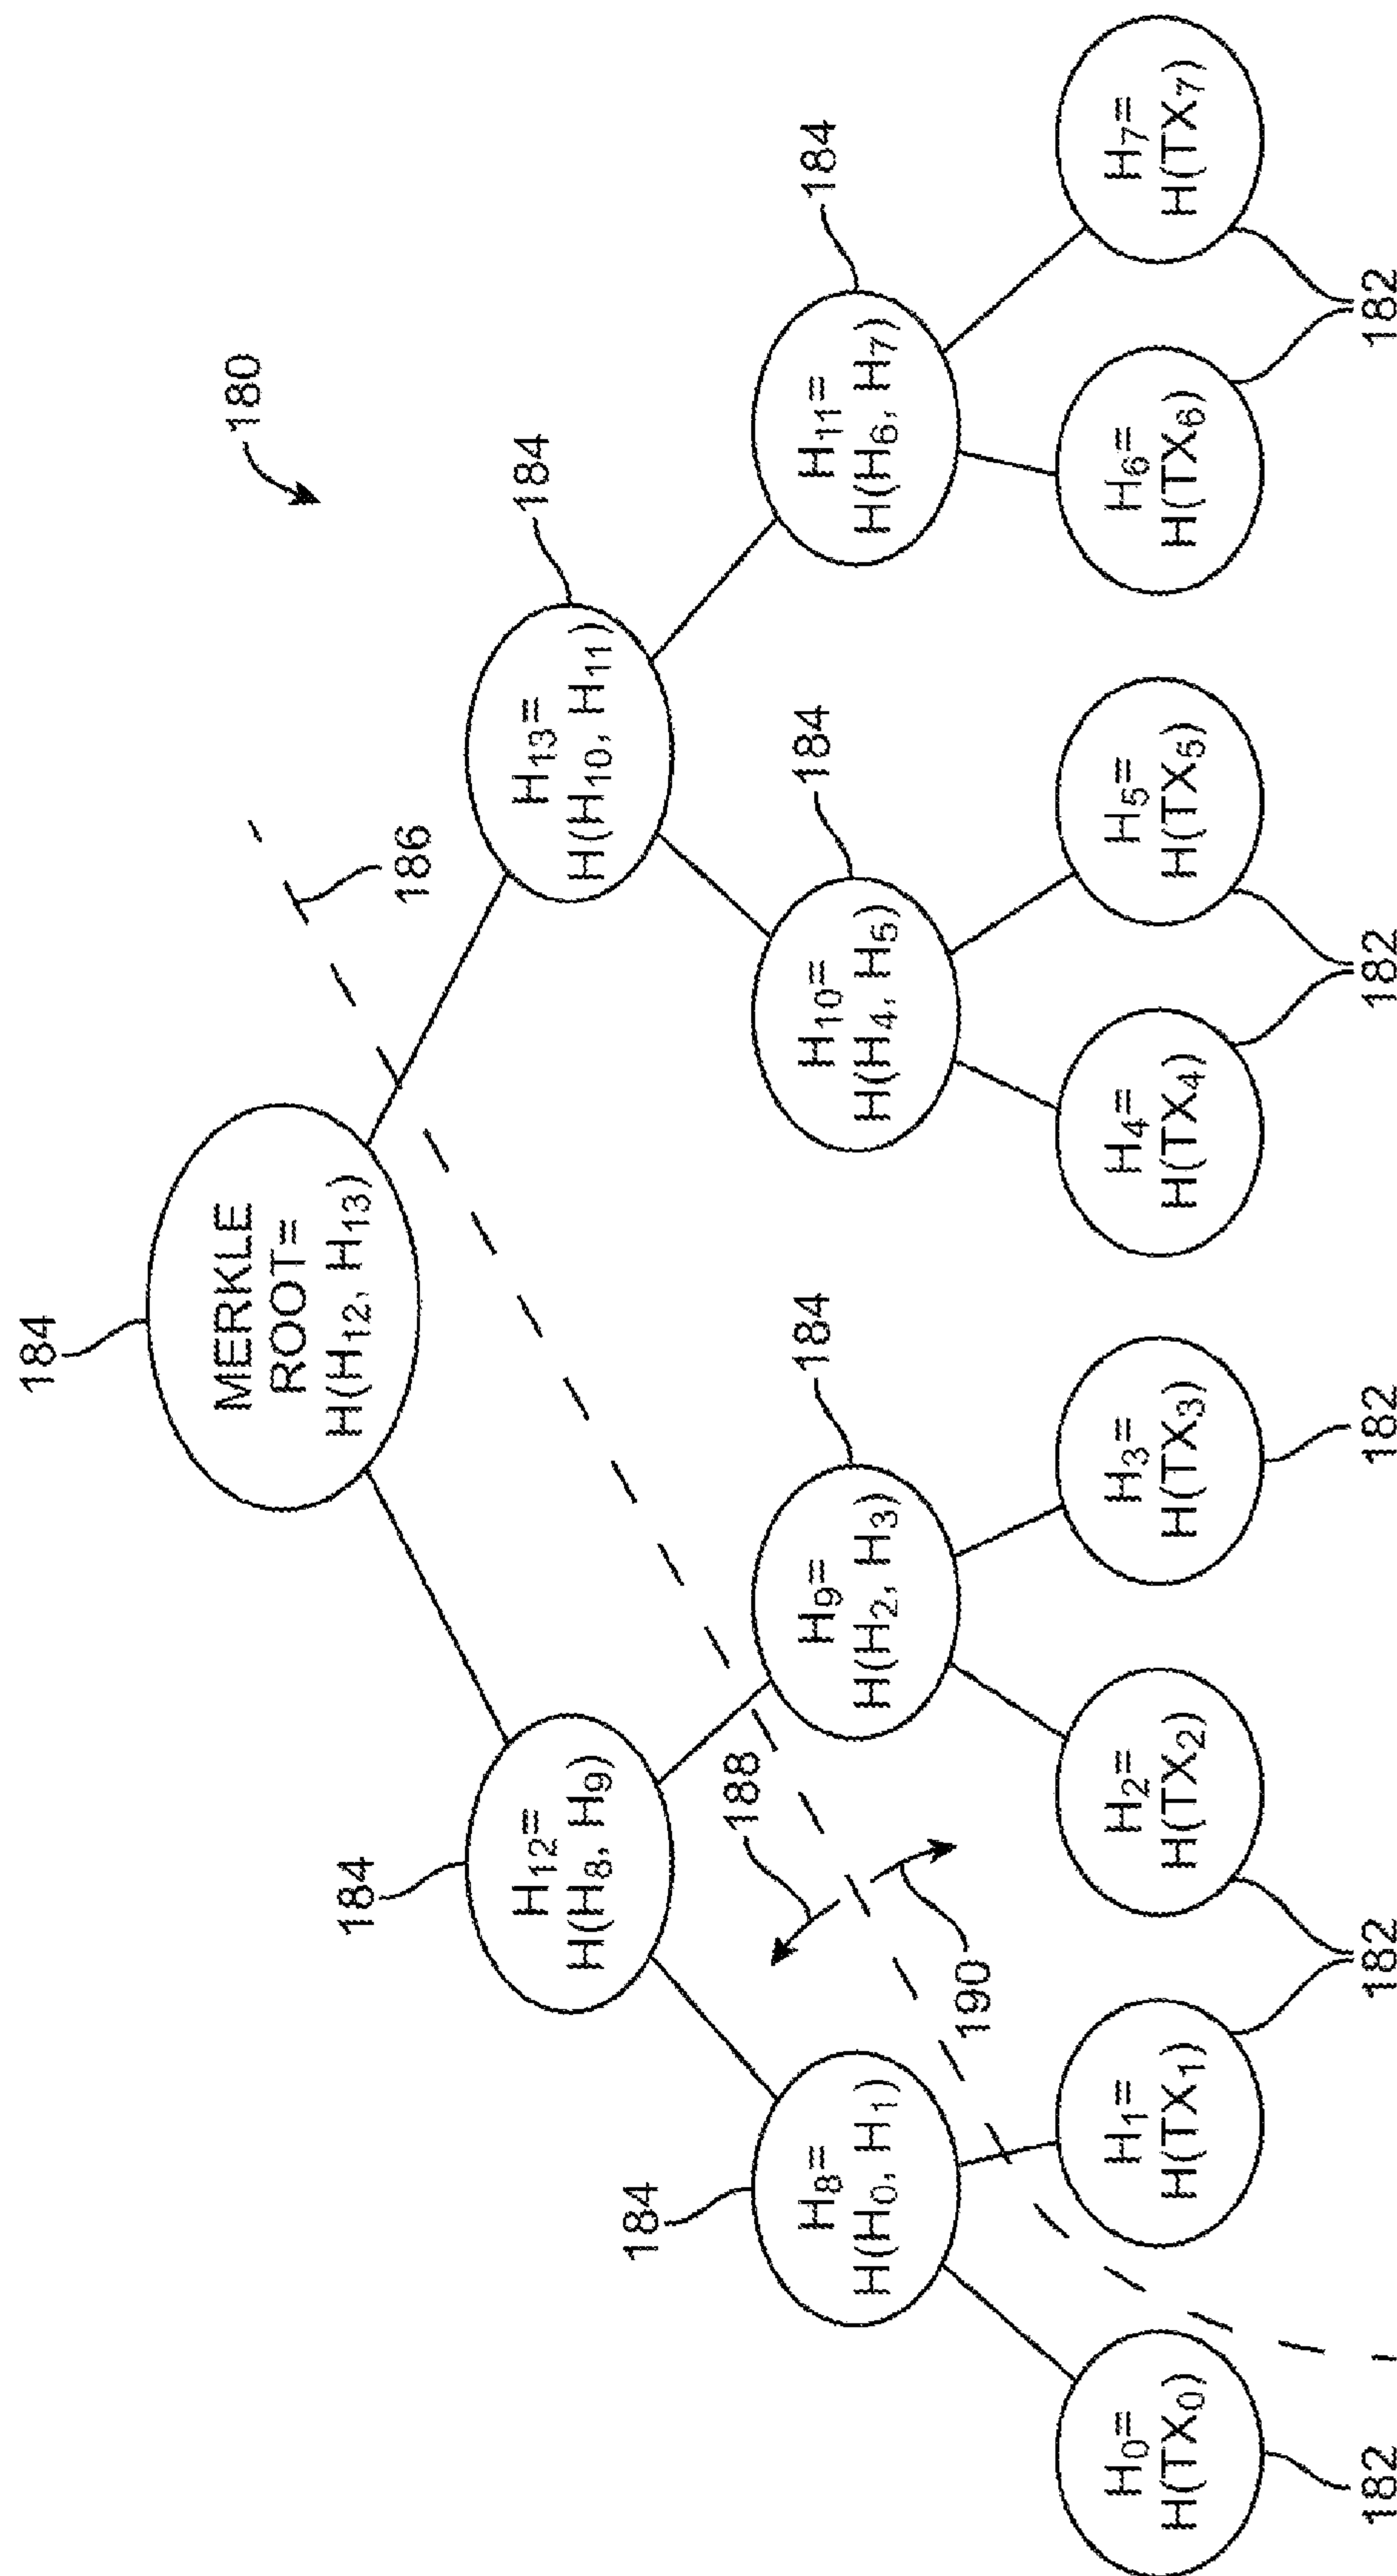 180
184
MERKLE
ROOT=
H(H₁₂, H₁₃)
186
184
H₁₂=
H(H₈, H₉)
184
H₁₃=
H(H₁₀, H₁₁)
188
190
184
H₈=
H(H₀, H₁)
184
H₉=
H(H₂, H₃)
184
H₁₀=
H(H₄, H₅)
184
H₁₁=
H(H₆, H₇)
H₀=
H(TX₀)
H₁=
H(TX₁)
H₂=
H(TX₂)
H₃=
H(TX₃)
H₄=
H(TX₄)
H₅=
H(TX₅)
H₆=
H(TX₆)
H₇=
H(TX₇)
182
182
182
182
182